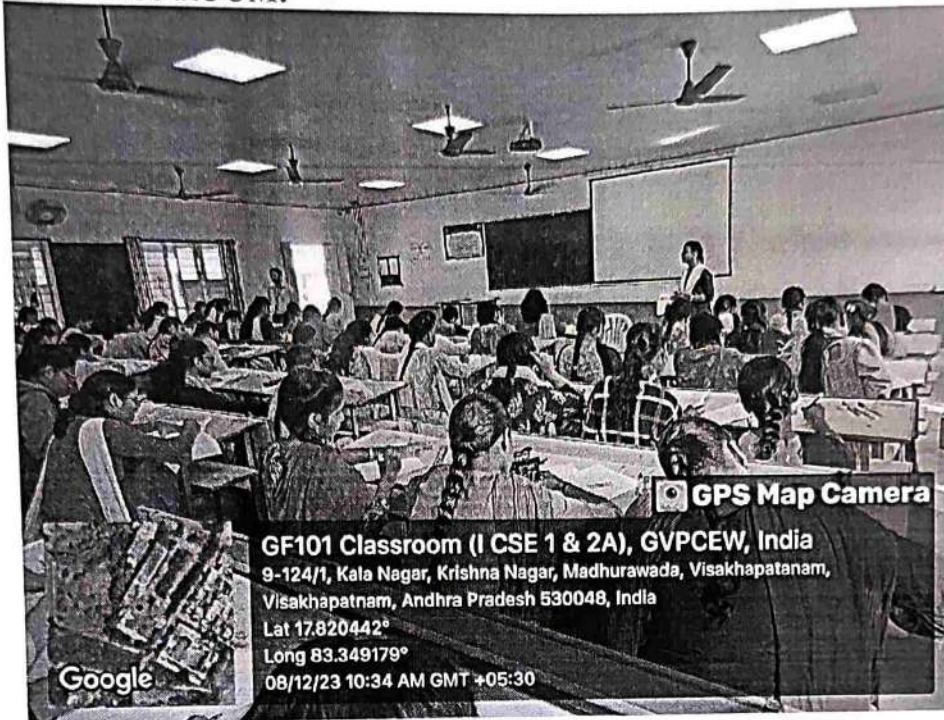 GPS Map Camera
GF101 Classroom (I CSE 1 & 2A), GVPCEW, India
9-124/1, Kala Nagar, Krishna Nagar, Madhurawada, Visakhapatanam,
Visakhapatnam, Andhra Pradesh 530048, India
Lat 17.820442°
Long 83.349179°
08/12/23 10:34 AM GMT +05:30
Google